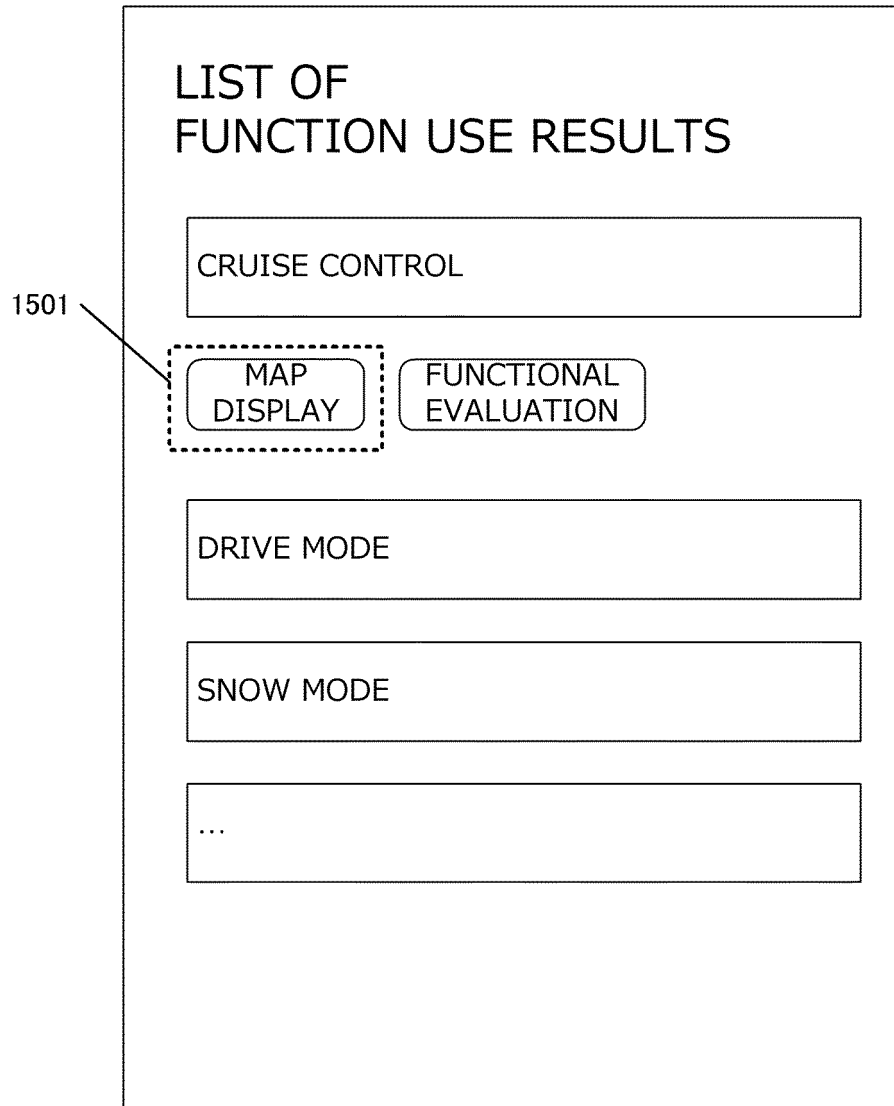 LIST OF
FUNCTION USE RESULTS
CRUISE CONTROL
1501
MAP
DISPLAY
FUNCTIONAL
EVALUATION
DRIVE MODE
SNOW MODE
...